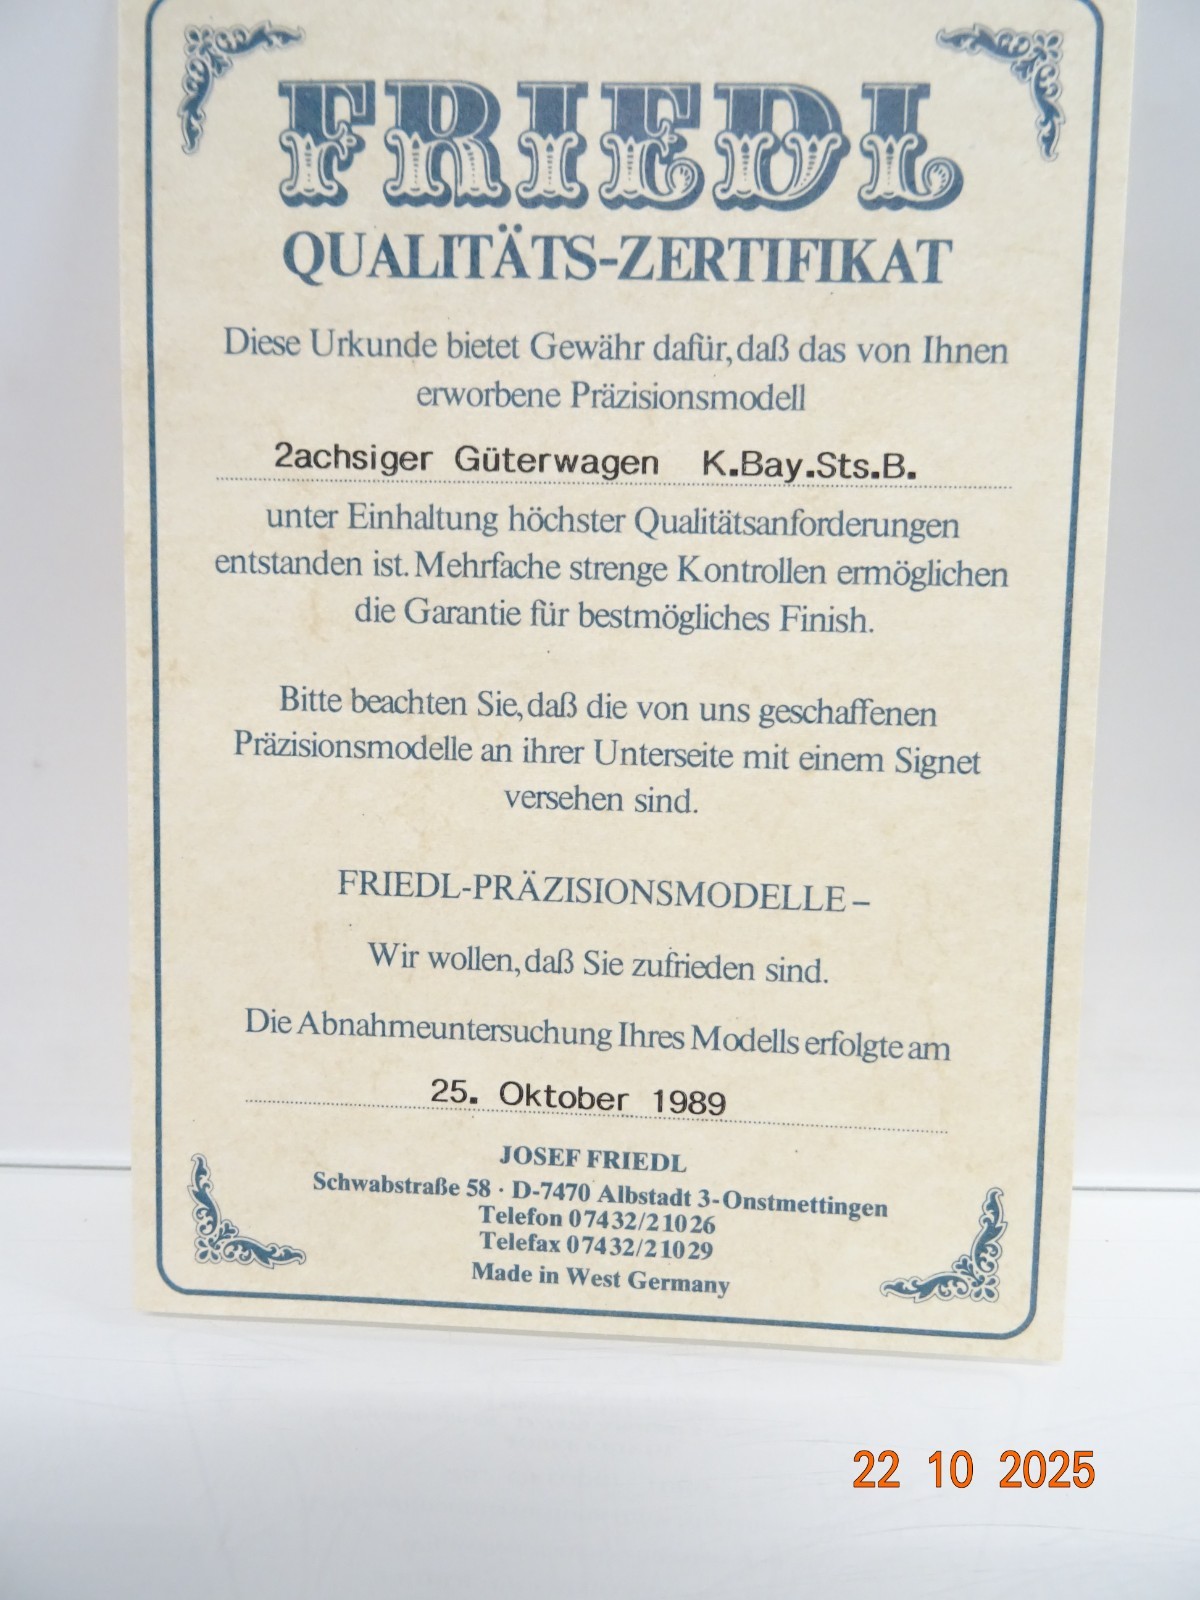 FRIEDL
QUALITÄTS-ZERTIFIKAT
Diese Urkunde bietet Gewähr dafür, daß das von Ihnen
erworbene Präzisionsmodell
2achsiger Güterwagen K.Bay.Sts.B.
unter Einhaltung höchster Qualitätsanforderungen
entstanden ist. Mehrfache strenge Kontrollen ermöglichen
die Garantie für bestmögliches Finish.
Bitte beachten Sie, daß die von uns geschaffenen
Präzisionsmodelle an ihrer Unterseite mit einem Signet
versehen sind.
FRIEDL-PRÄZISIONSMODELLE –
Wir wollen, daß Sie zufrieden sind.
Die Abnahmeuntersuchung Ihres Modells erfolgte am
25. Oktober 1989
JOSEF FRIEDL
Schwabstraße 58 · D-7470 Albstadt 3-Onstmettingen
Telefon 07432/21026
Telefax 07432/21029
Made in West Germany
22 10 2025